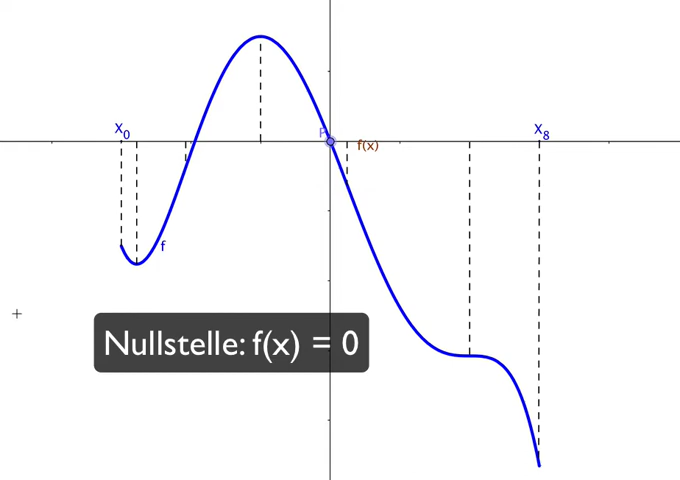 X₀
P
X₈
f(x)
f
Nullstelle: f(x) = 0